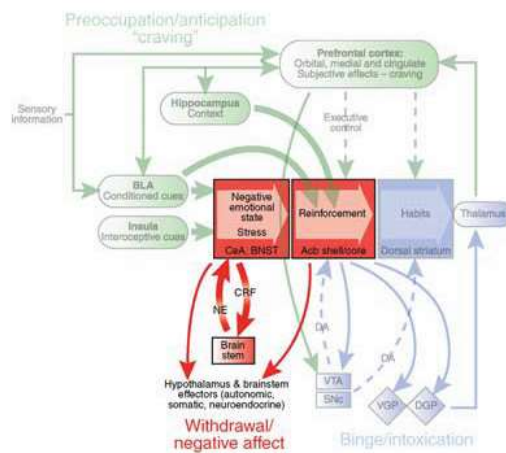 Preoccupation/anticipation
"craving"
Prefrontal cortex:
Orbital, medial and cingulate
Subjective effects – craving
Hippocampus
Context
Sensory
information
Executive
control
BLA
Conditioned cues
Insula
Interoceptive cues
Negative
emotional
state
Stress
CeA; BNST
Reinforcement
Acb shell/core
Habits
Dorsal striatum
Thalamus
NE
CRF
Brain
stem
DA
DA
Hypothalamus & brainstem
effectors (autonomic,
somatic, neuroendocrine)
VTA
SNc
VGP
DGP
Withdrawal/
negative affect
Binge/intoxication